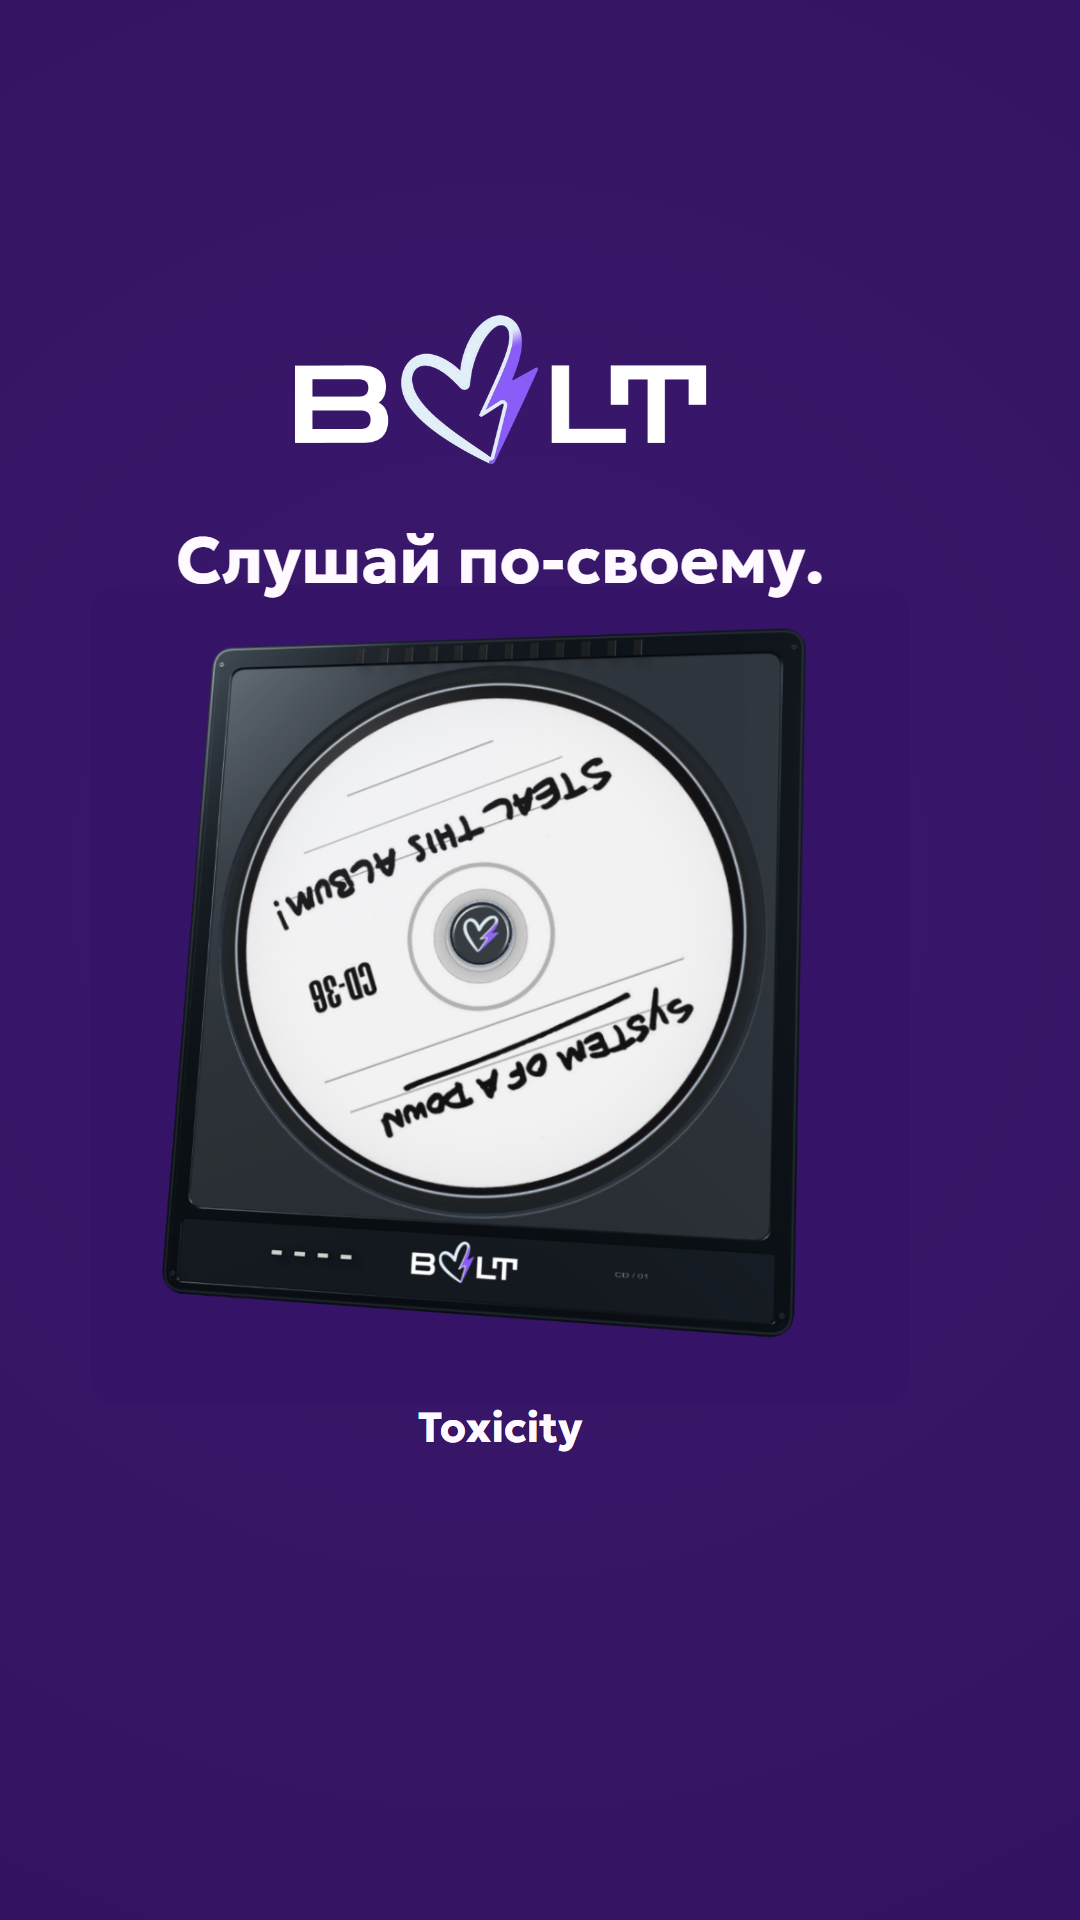 BOLT
Слушай по-своему.
STEAL THIS ALBUM!
CD-36
SYSTEM OF A DOWN
BOLT
CD / 01
Toxicity